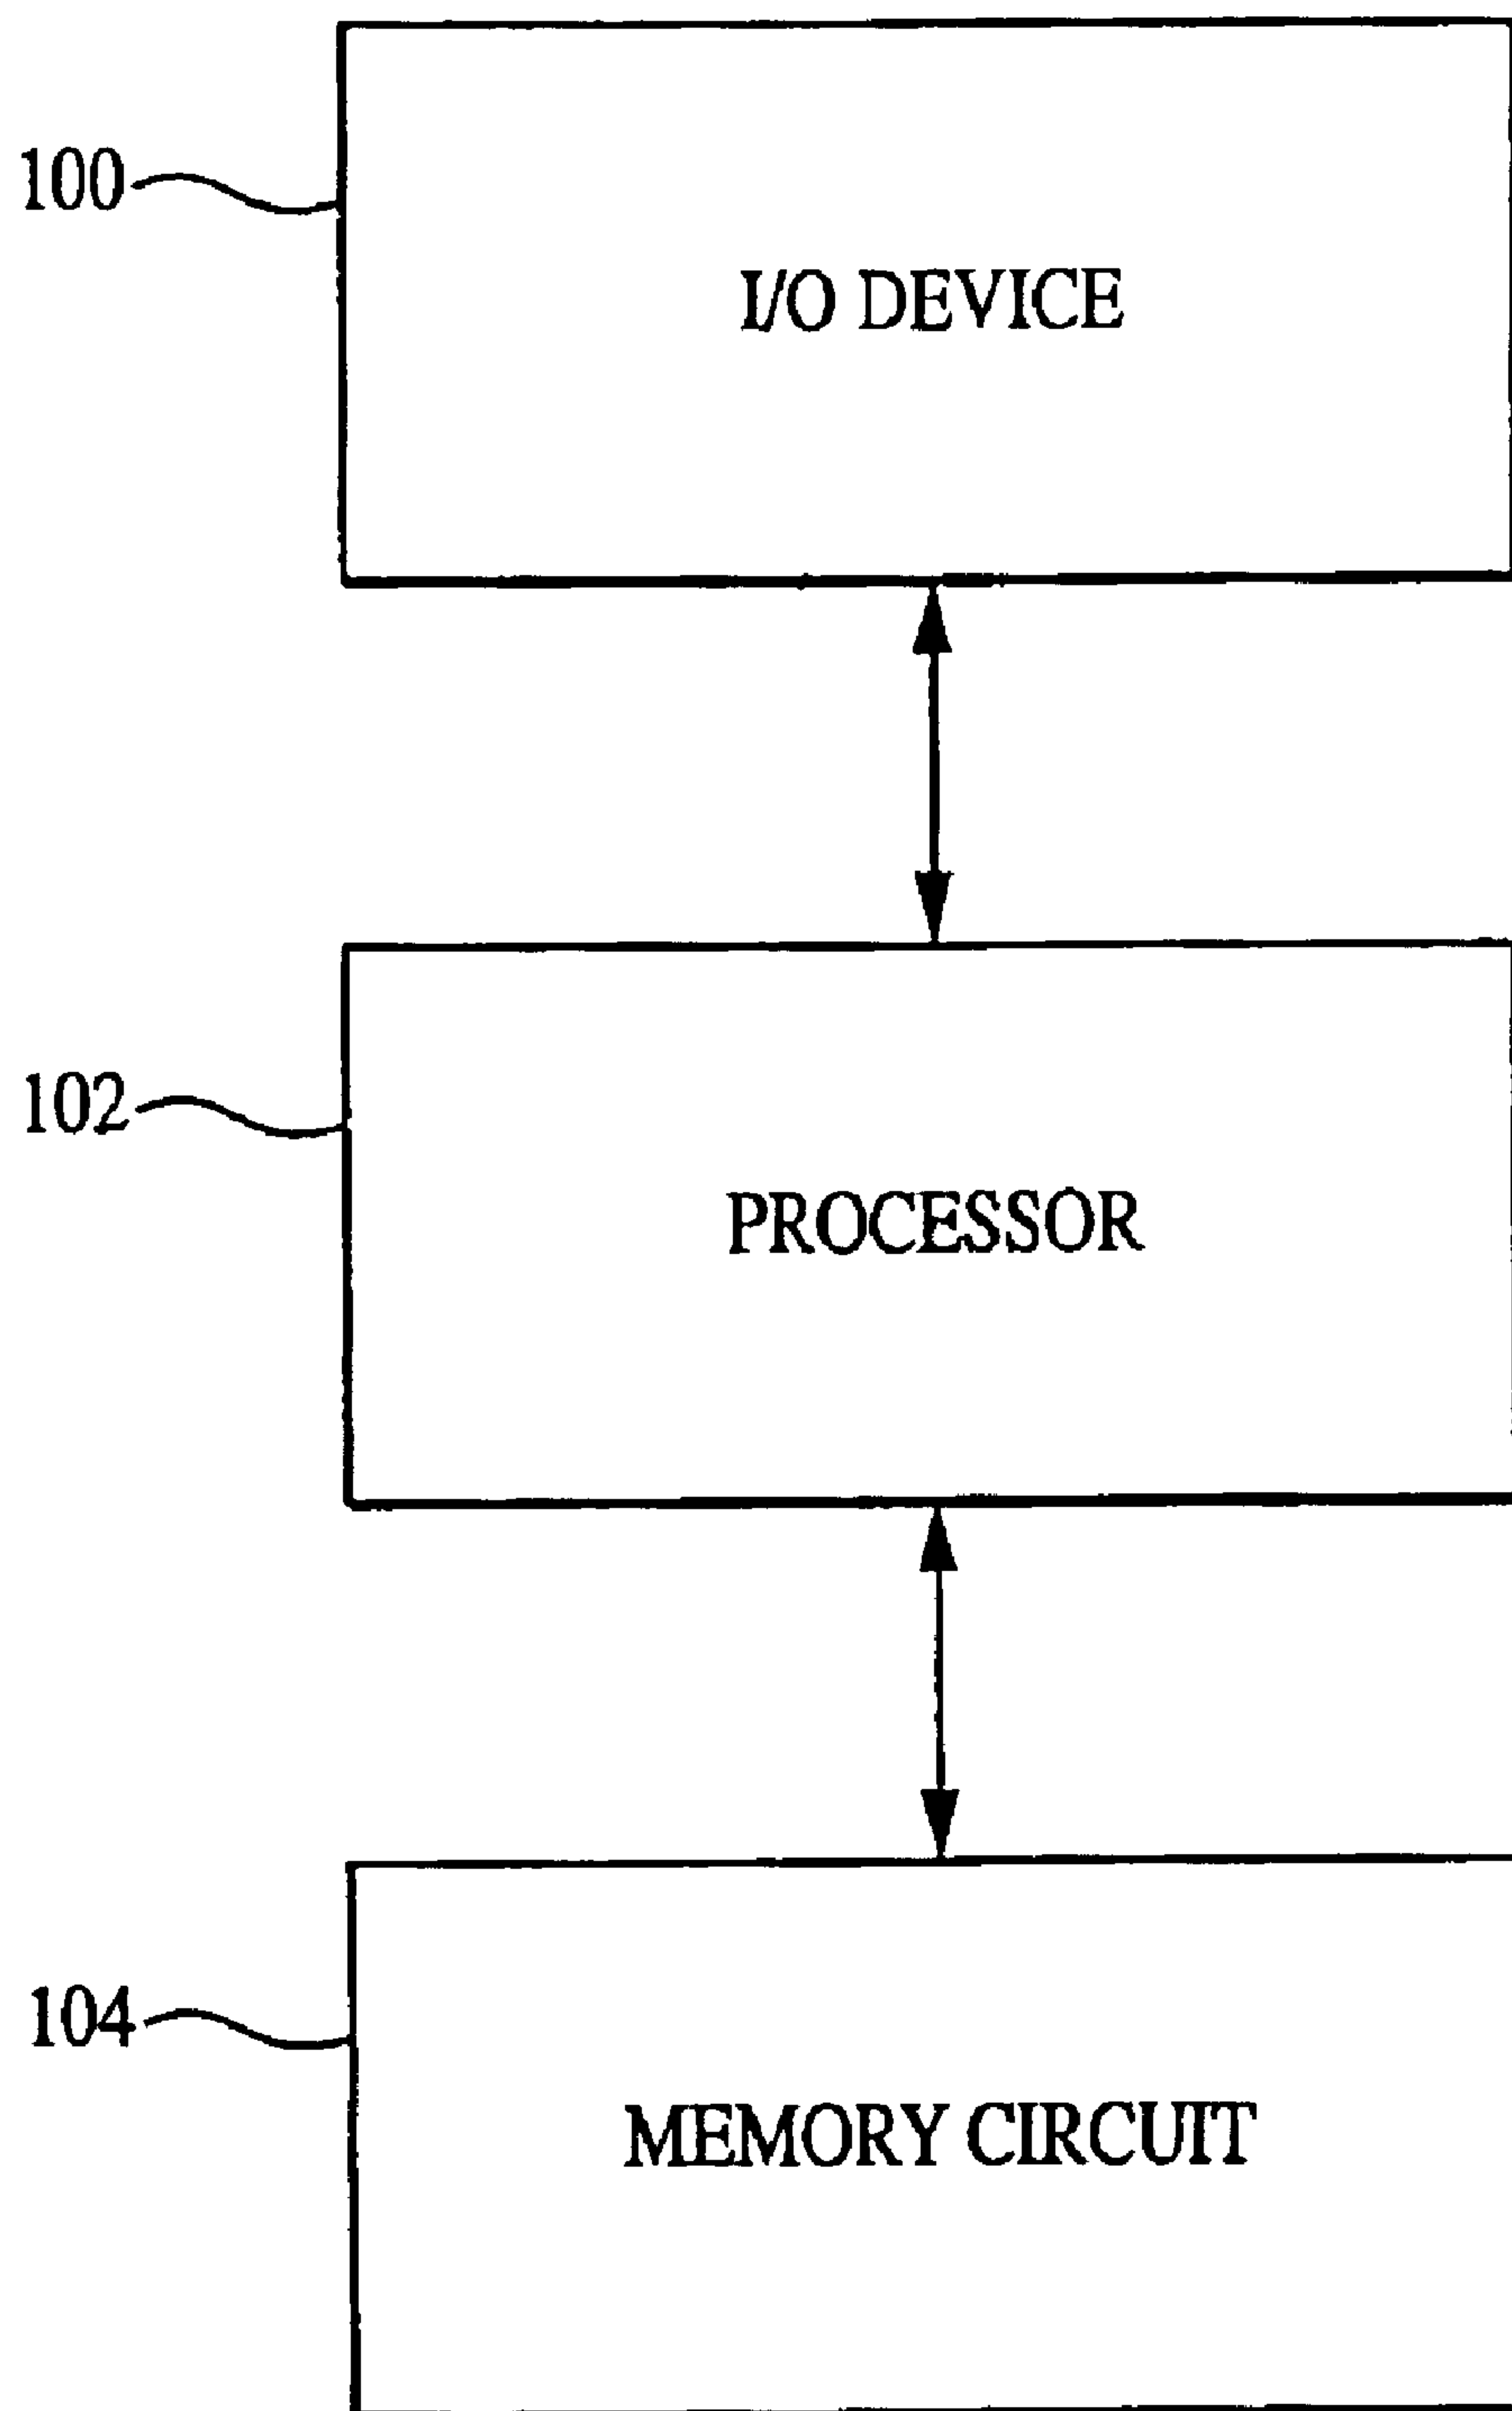 100
I/O DEVICE
102
PROCESSOR
104
MEMORY CIRCUIT